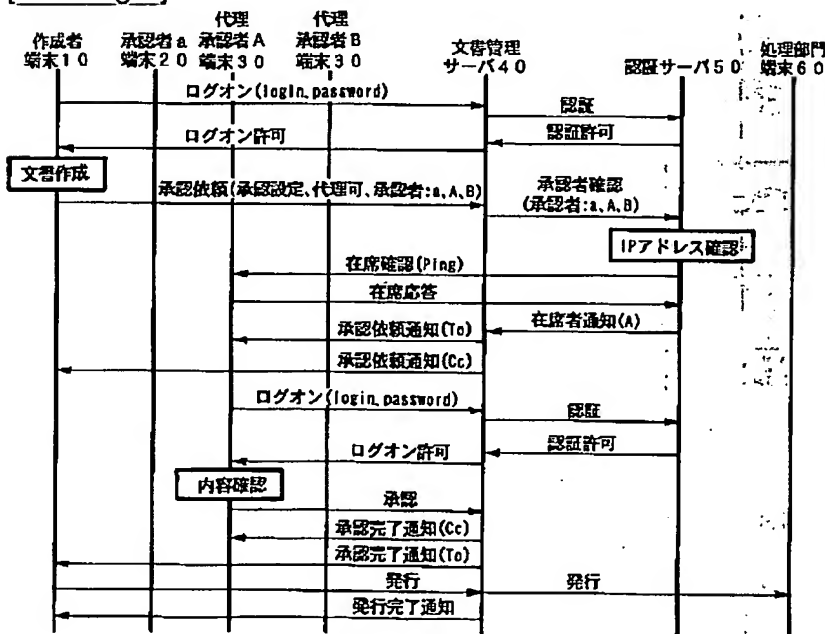 作成者
端末10
承認者a
端末20
代理
承認者A
端末30
代理
承認者B
端末30
文書管理
サーバ40
認証サーバ50
処理部門
端末60
ログオン(login,password)
認証
ログオン許可
認証許可
文書作成
承認依頼(承認設定、代理可、承認者:a、A、B)
承認者確認
(承認者:a、A、B)
IPアドレス確認
在席確認(Ping)
在席応答
承認依頼通知(To)
在席者通知(A)
承認依頼通知(Cc)
ログオン(login,password)
認証
ログオン許可
認証許可
内容確認
承認
承認完了通知(Cc)
承認完了通知(To)
発行
発行
発行完了通知